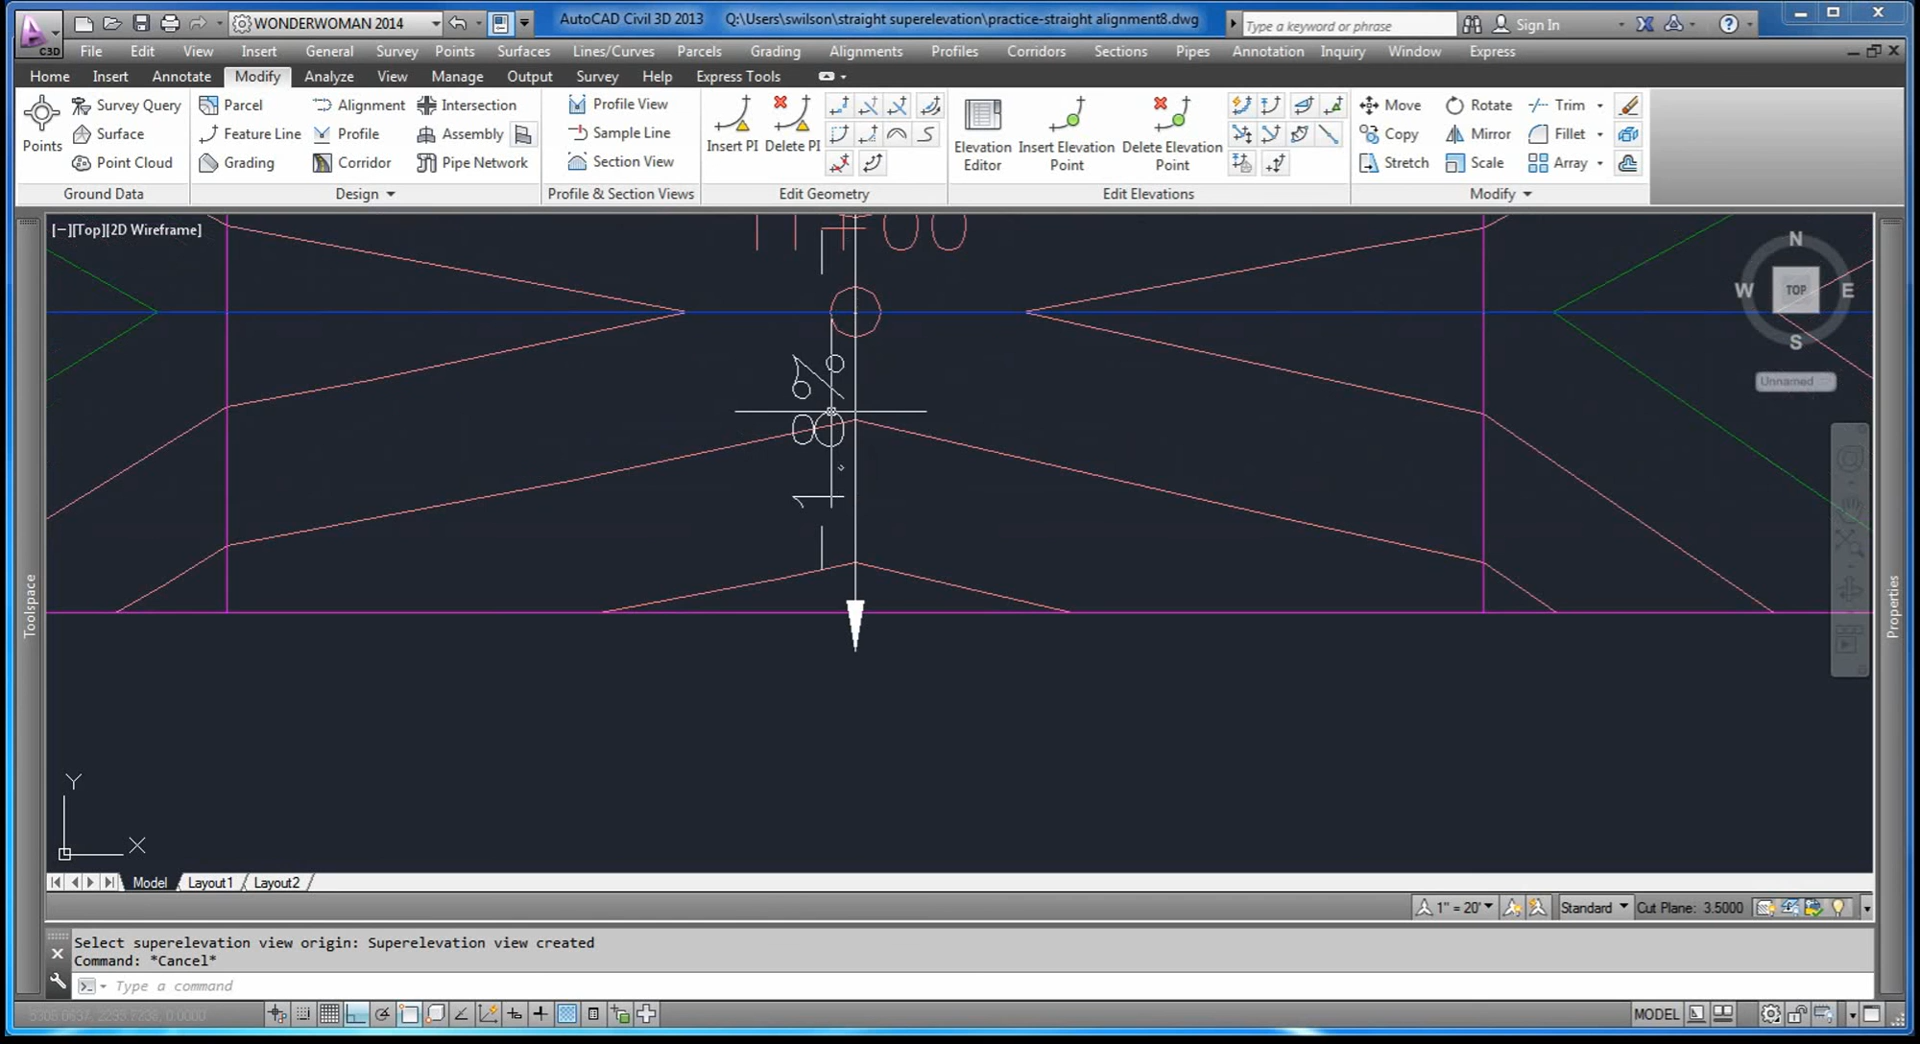 WONDERWOMAN 2014
AutoCAD Civil 3D 2013
Q:\Users\swilson\straight superelevation\practice-straight alignment8.dwg
Type a keyword or phrase
Sign In
C3D
File Edit View Insert General Survey Points Surfaces Lines/Curves Parcels Grading Alignments Profiles Corridors Sections Pipes Annotation Inquiry Window Express
Home Insert Annotate Modify Analyze View Manage Output Survey Help Express Tools
Points
Survey Query
Surface
Point Cloud
Ground Data
Parcel
Feature Line
Grading
Alignment
Profile
Corridor
Intersection
Assembly
Pipe Network
Design
Profile View
Sample Line
Section View
Profile & Section Views
Insert PI
Delete PI
Edit Geometry
Elevation Editor
Insert Elevation Point
Delete Elevation Point
Edit Elevations
Move
Copy
Stretch
Rotate
Mirror
Scale
Trim
Fillet
Array
Modify
[−][Top][2D Wireframe]
N
W TOP E
S
Unnamed
-1.8%
Toolspace
Properties
Y
X
Model Layout1 Layout2
1" = 20'
Standard
Cut Plane: 3.5000
Select superelevation view origin: Superelevation view created
Command: *Cancel*
Type a command
MODEL